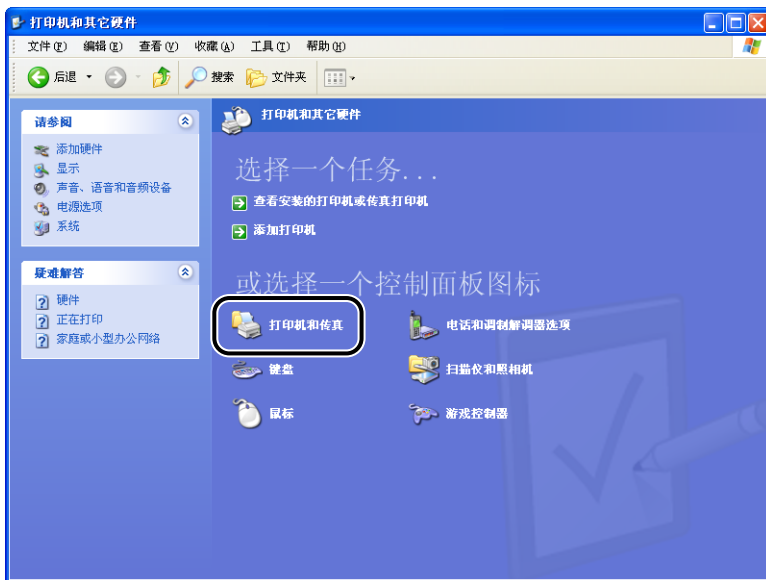 打印机和其它硬件
文件(F) 编辑(E) 查看(V) 收藏(A) 工具(T) 帮助(H)
后退 搜索 文件夹
请参阅
添加硬件
显示
声音、语音和音频设备
电源选项
系统
疑难解答
硬件
正在打印
家庭或小型办公网络
打印机和其它硬件
选择一个任务...
查看安装的打印机或传真打印机
添加打印机
或选择一个控制面板图标
打印机和传真 电话和调制解调器选项
键盘 扫描仪和照相机
鼠标 游戏控制器